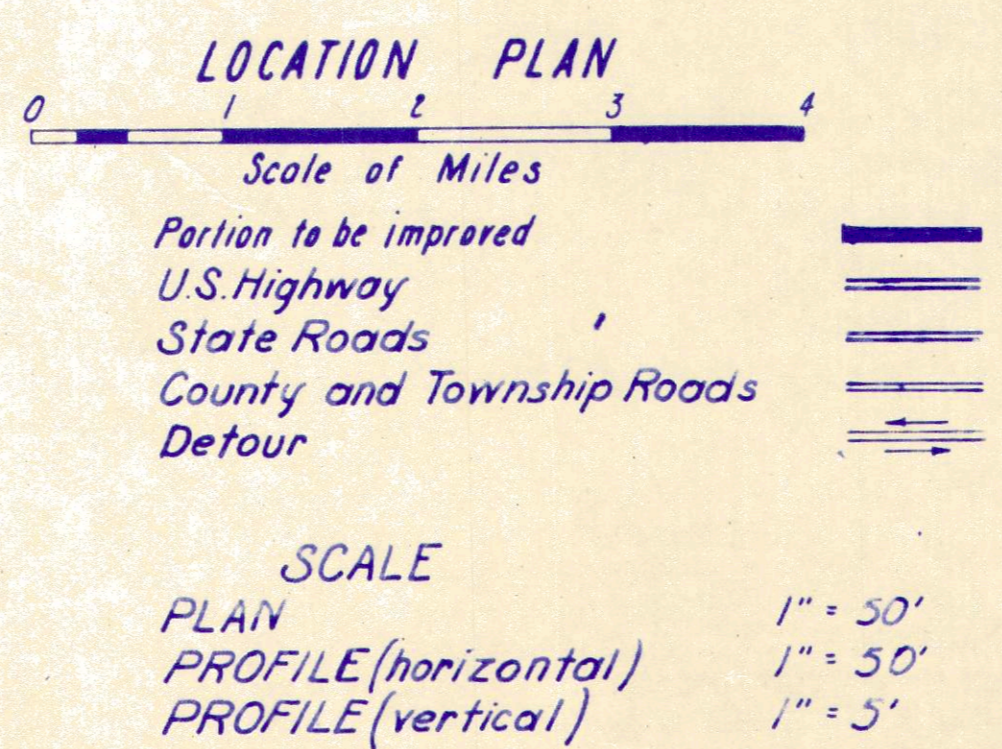 LOCATION PLAN
0 1 2 3 4
Scale of Miles
Portion to be improved
U.S. Highway
State Roads
County and Township Roads
Detour
SCALE
PLAN 1" = 50'
PROFILE (horizontal) 1" = 50'
PROFILE (vertical) 1" = 5'